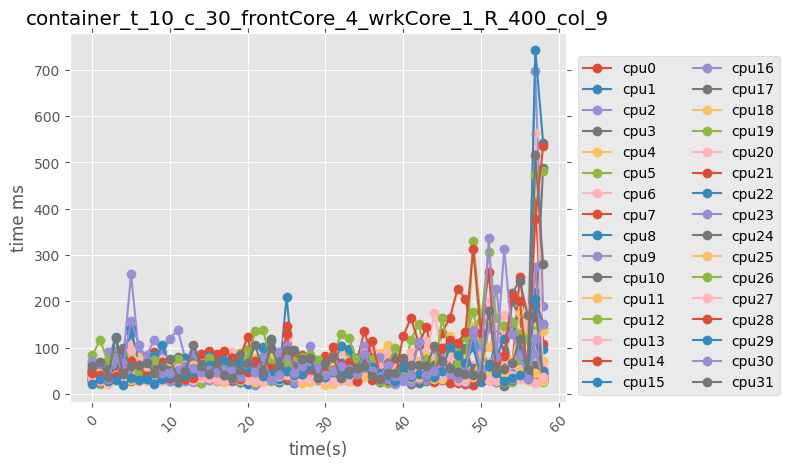 container_t_10_c_30_frontCore_4_wrkCore_1_R_400_col_9
time ms
700
600
500
400
300
200
100
0
0
10
20
30
40
50
60
time(s)
cpu0
cpu1
cpu2
cpu3
cpu4
cpu5
cpu6
cpu7
cpu8
cpu9
cpu10
cpu11
cpu12
cpu13
cpu14
cpu15
cpu16
cpu17
cpu18
cpu19
cpu20
cpu21
cpu22
cpu23
cpu24
cpu25
cpu26
cpu27
cpu28
cpu29
cpu30
cpu31